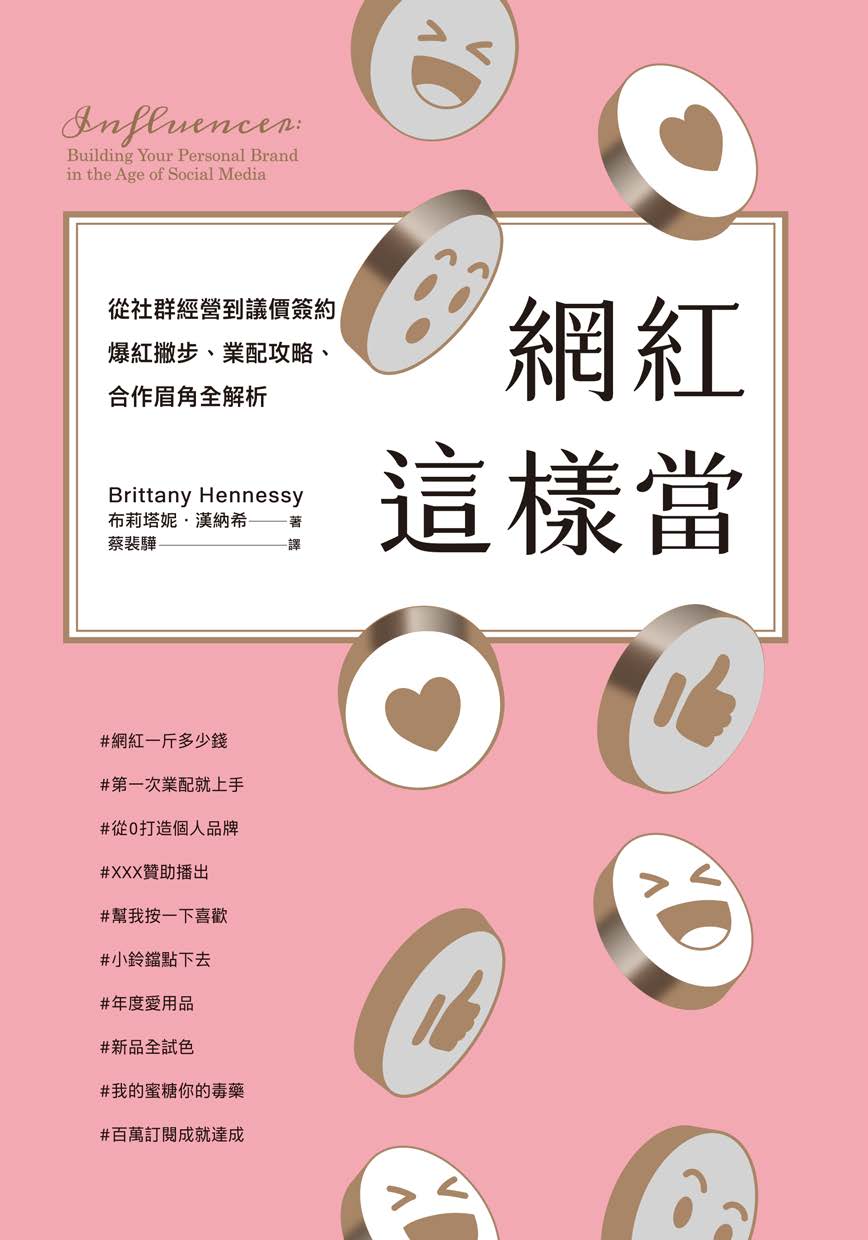 Influencer:
Building Your Personal Brand
in the Age of Social Media
從社群經營到議價簽約
爆紅撇步、業配攻略、
合作眉角全解析
網紅
這樣當
Brittany Hennessy
布莉塔妮・漢納希——著
蔡裴驊————譯
#網紅一斤多少錢
#第一次業配就上手
#從0打造個人品牌
#XXX贊助播出
#幫我按一下喜歡
#小鈴鐺點下去
#年度愛用品
#新品全試色
#我的蜜糖你的毒藥
#百萬訂閱成就達成